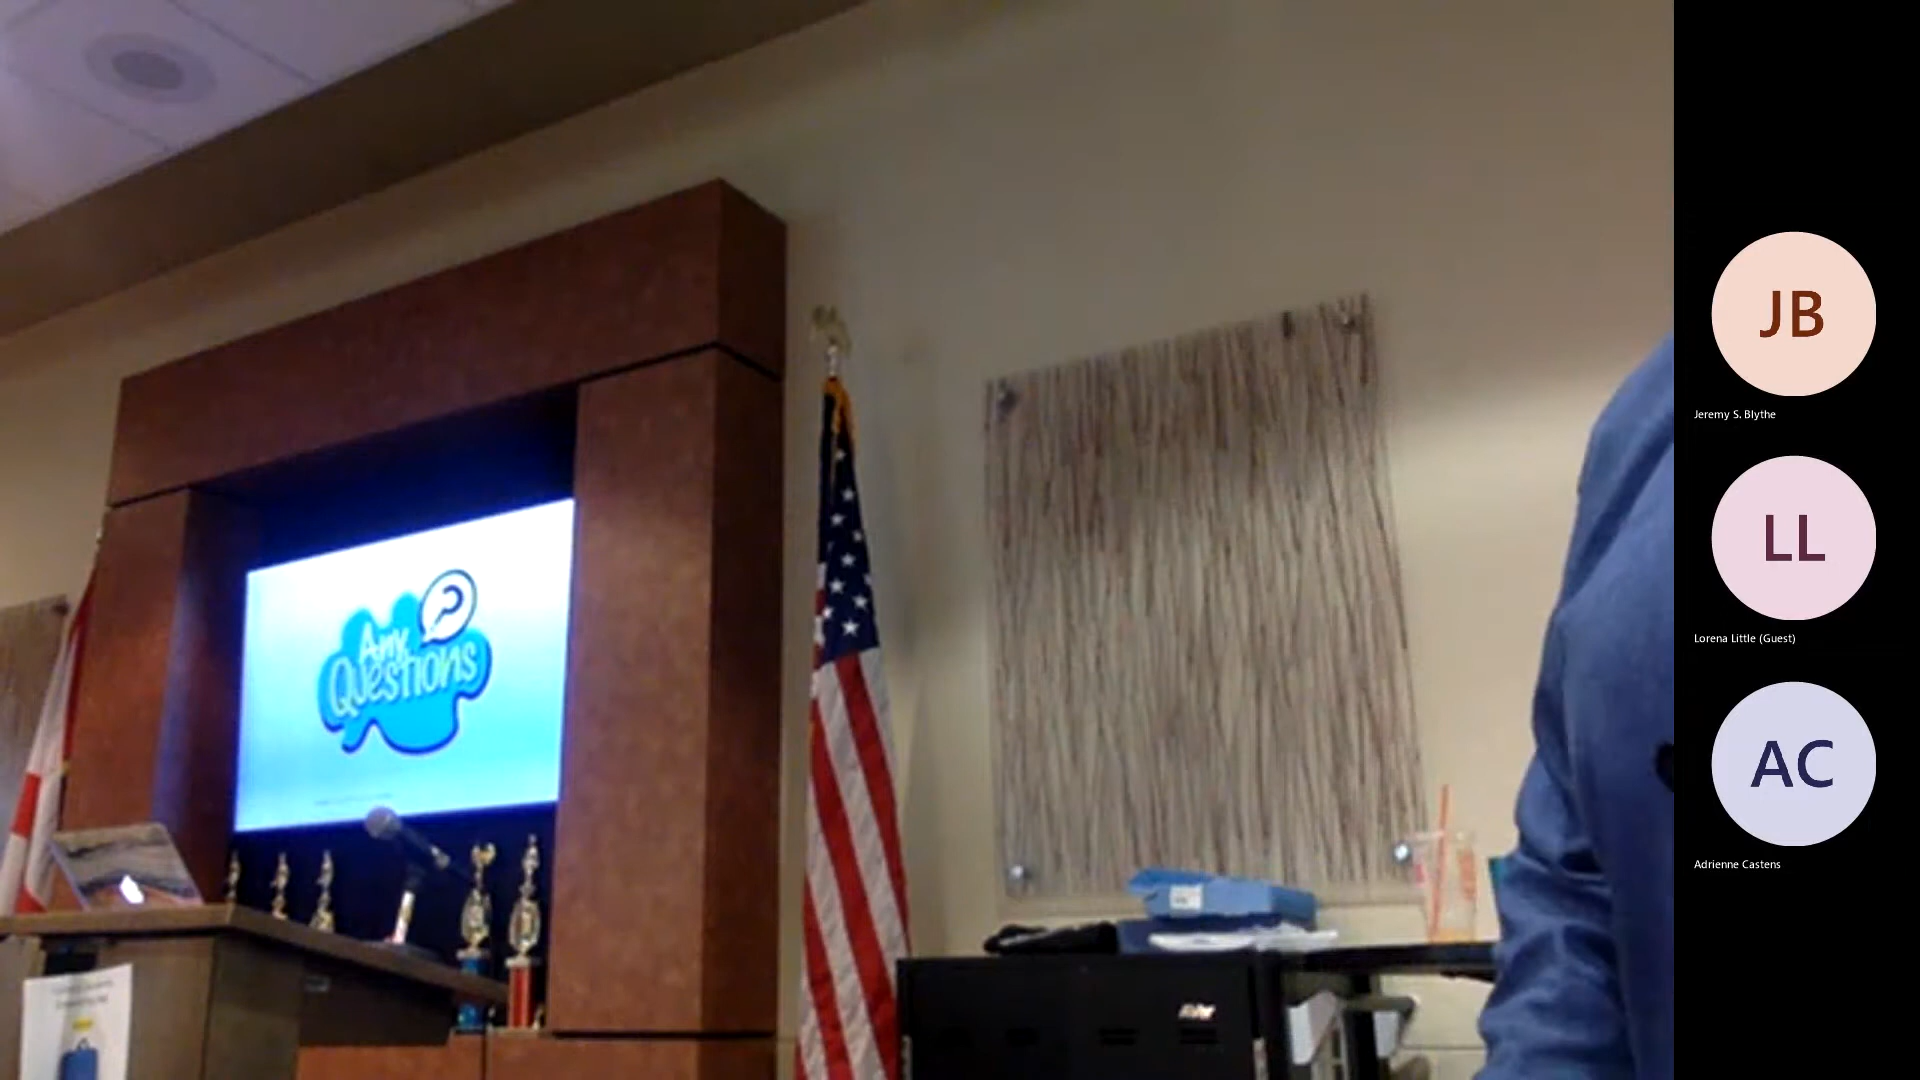 Any
Questions
?
JB
Jeremy S. Blythe
LL
Lorena Little (Guest)
AC
Adrienne Castens